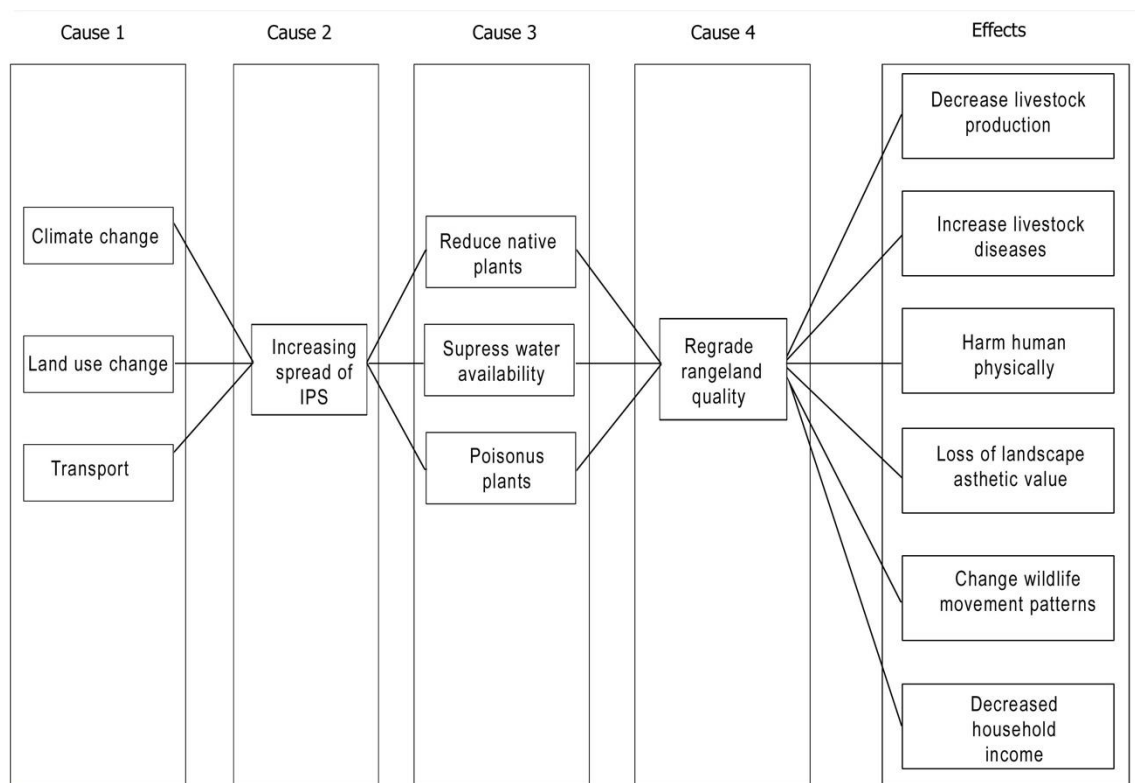 Cause 1
Cause 2
Cause 3
Cause 4
Effects
Climate change
Land use change
Transport
Increasing
spread of
IPS
Reduce native
plants
Supress water
availability
Poisonus
plants
Regrade
rangeland
quality
Decrease livestock
production
Increase livestock
diseases
Harm human
physically
Loss of landscape
asthetic value
Change wildlife
movement patterns
Decreased
household
income